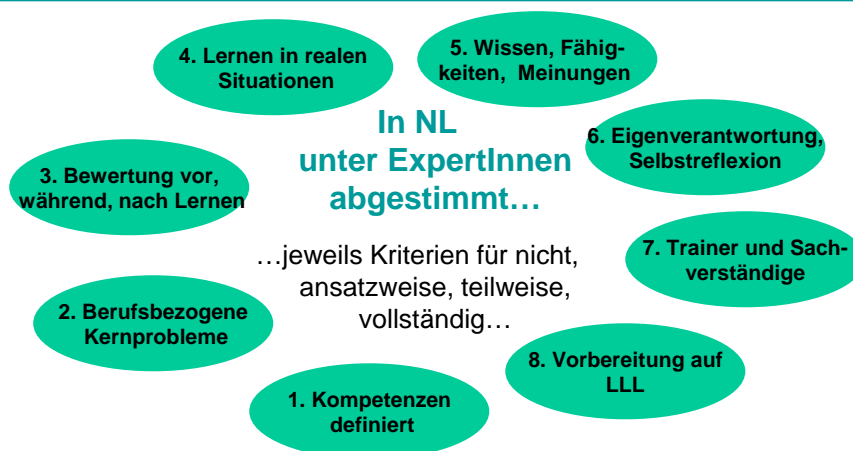 4. Lernen in realen
Situationen
5. Wissen, Fähig-
keiten, Meinungen
In NL
unter ExpertInnen
abgestimmt…
6. Eigenverantwortung,
Selbstreflexion
3. Bewertung vor,
während, nach Lernen
…jeweils Kriterien für nicht,
ansatzweise, teilweise,
vollständig…
7. Trainer und Sach-
verständige
2. Berufsbezogene
Kernprobleme
8. Vorbereitung auf
LLL
1. Kompetenzen
definiert